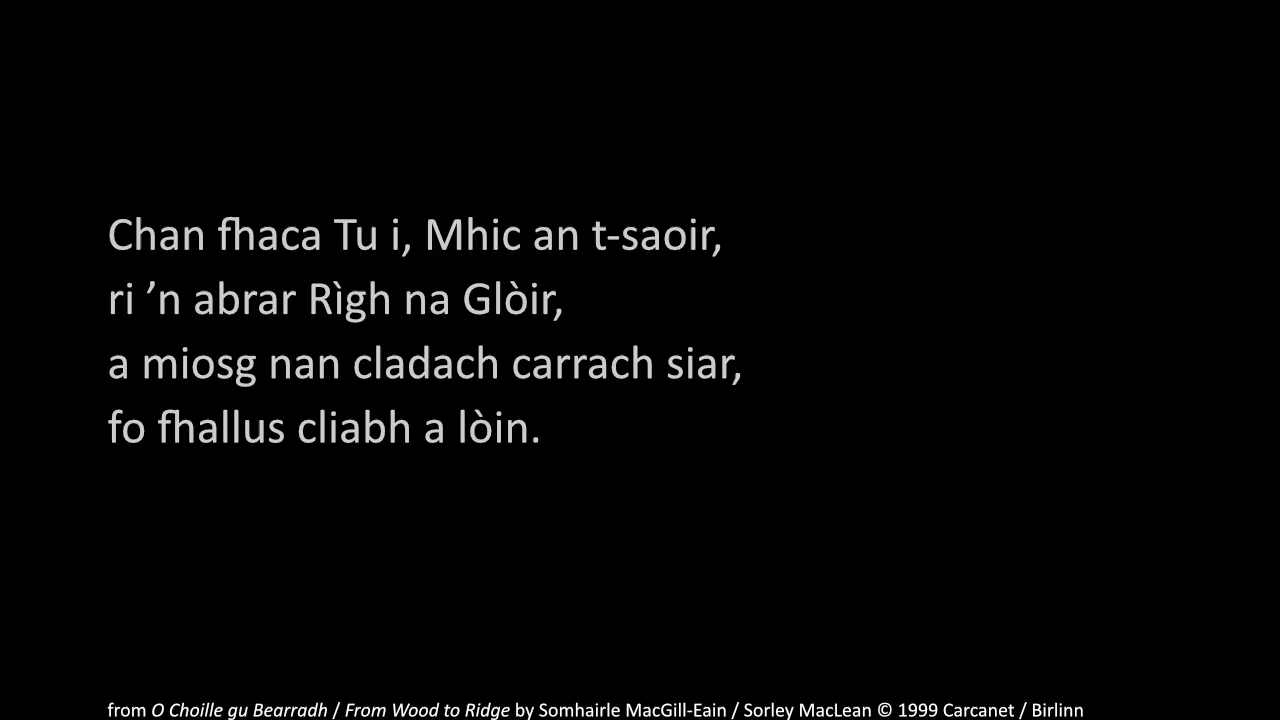 Chan fhaca Tu i, Mhic an t-saoir,
ri ’n abrar Rìgh na Glòir,
a miosg nan cladach carrach siar,
fo fhallus cliabh a lòin.
from O Choille gu Bearradh / From Wood to Ridge by Somhairle MacGill-Eain / Sorley MacLean © 1999 Carcanet / Birlinn